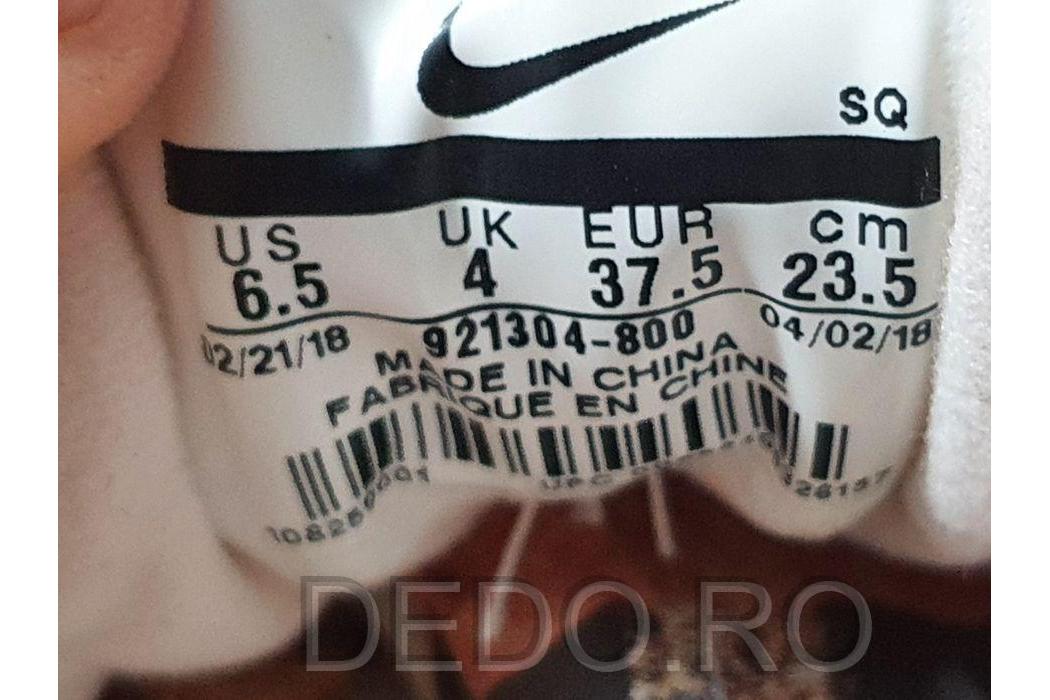 SQ
US UK EUR cm
6.5 4 37.5 23.5
02/21/18 921304-800 04/02/18
MADE IN CHINA
FABRIQUE EN CHINE
DEDO.RO